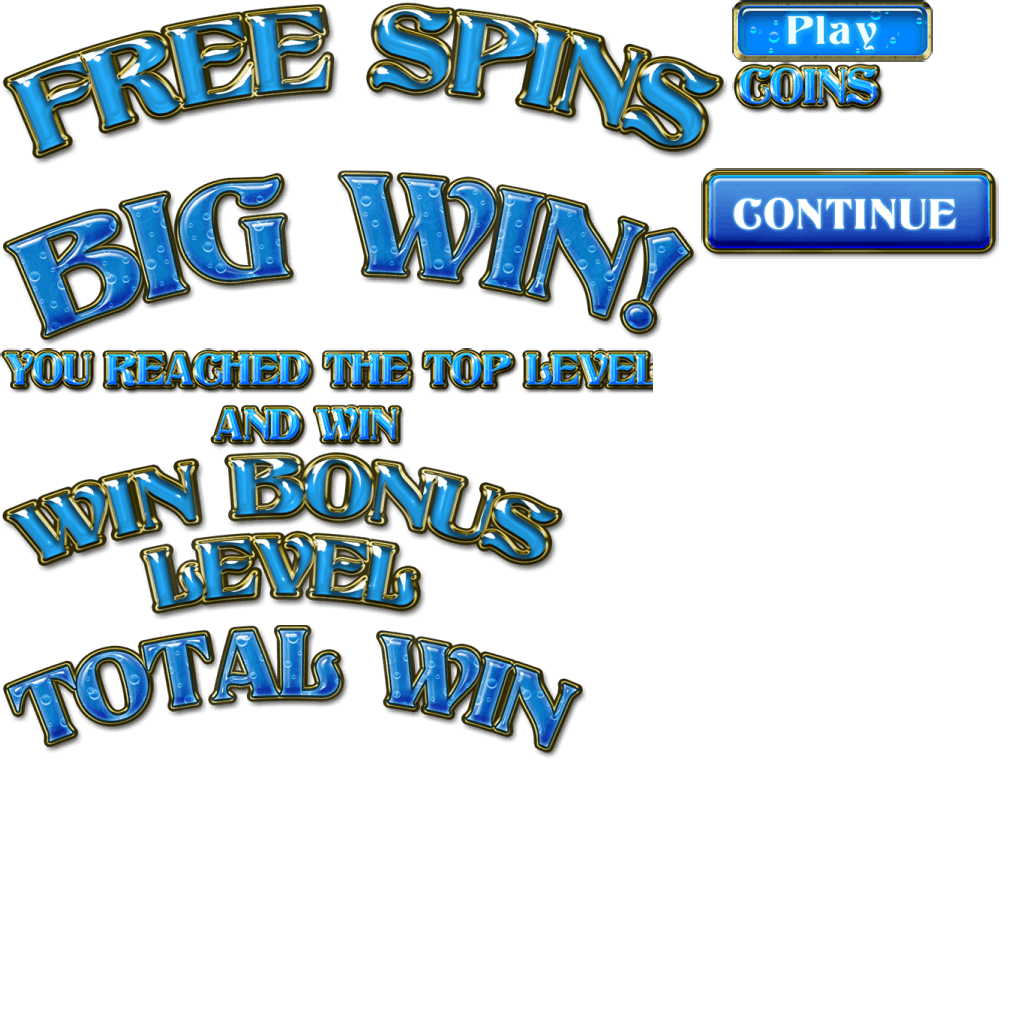 FREE SPINS
Play
COINS
BIG WIN!
CONTINUE
YOU REACHED THE TOP LEVEL
AND WIN
WIN BONUS
LEVEL
TOTAL WIN